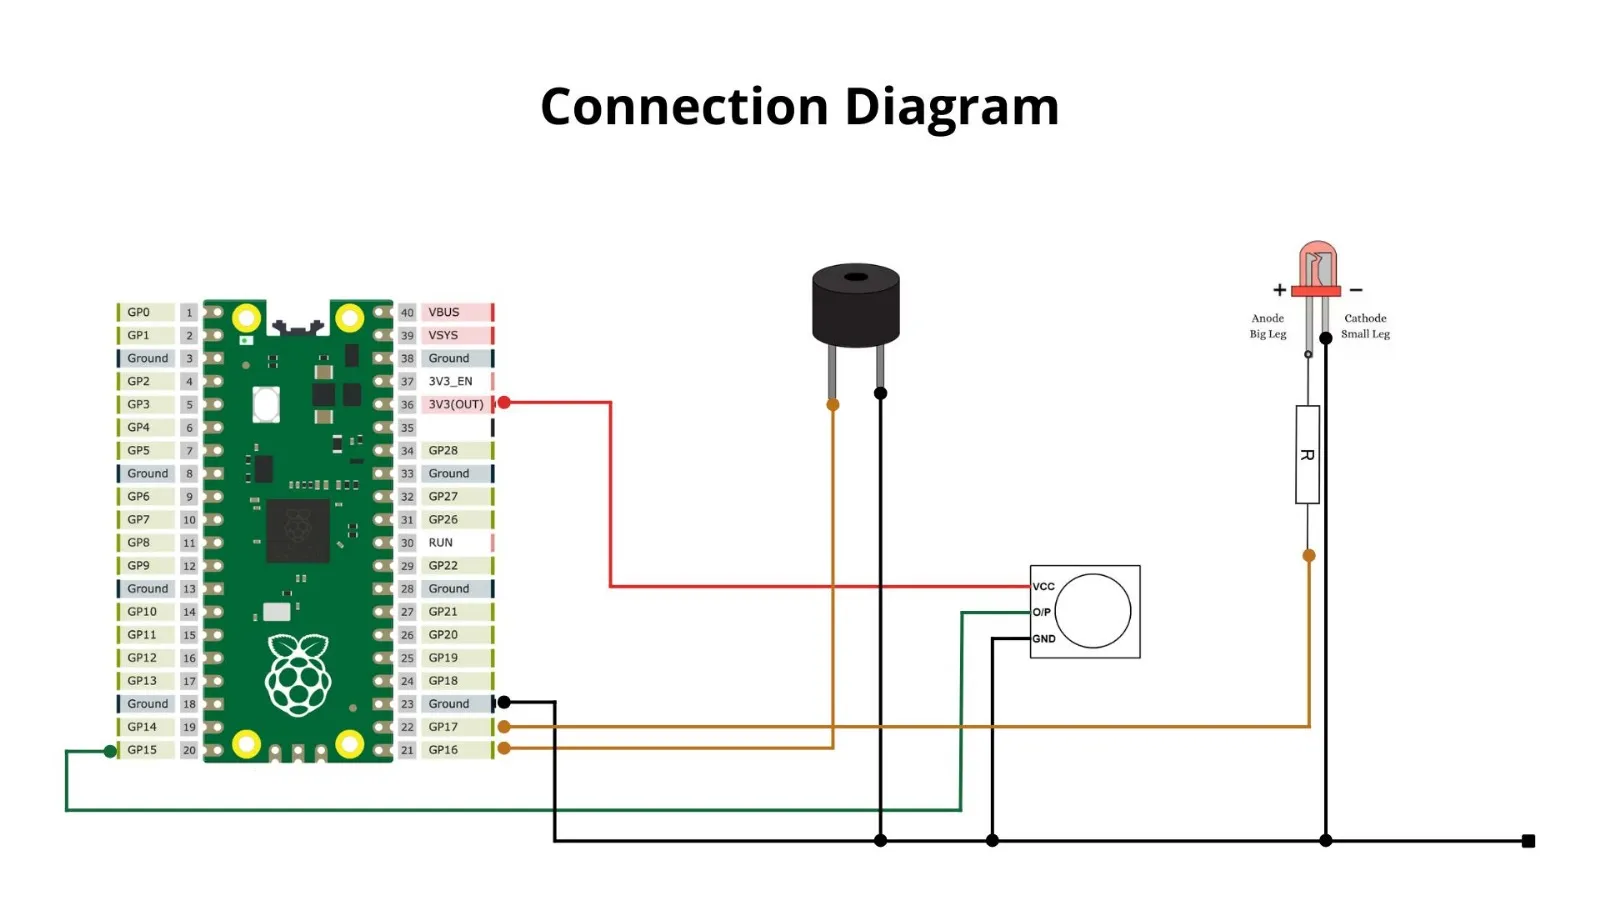 Connection Diagram
GP0 1 40 VBUS
GP1 2 39 VSYS
Ground 3 38 Ground
GP2 4 37 3V3_EN
GP3 5 36 3V3(OUT)
GP4 6 35
GP5 7 34 GP28
Ground 8 33 Ground
GP6 9 32 GP27
GP7 10 31 GP26
GP8 11 30 RUN
GP9 12 29 GP22
Ground 13 28 Ground
GP10 14 27 GP21
GP11 15 26 GP20
GP12 16 25 GP19
GP13 17 24 GP18
Ground 18 23 Ground
GP14 19 22 GP17
GP15 20 21 GP16
+ −
Anode
Big Leg
Cathode
Small Leg
R
VCC
O/P
GND